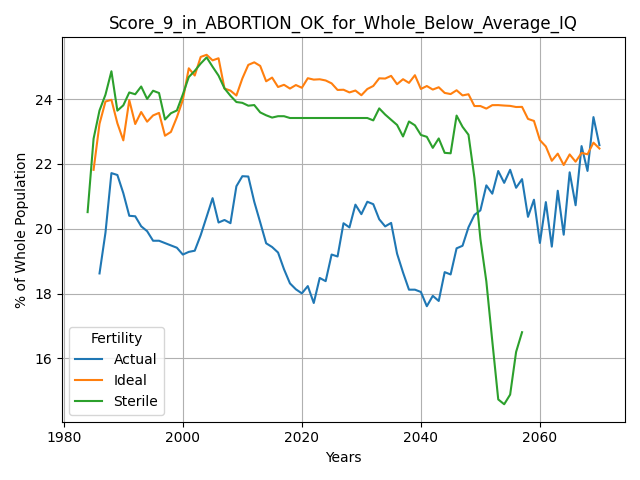 Score_9_in_ABORTION_OK_for_Whole_Below_Average_IQ
% of Whole Population
24
22
20
18
16
Fertility
Actual
Ideal
Sterile
1980
2000
2020
2040
2060
Years